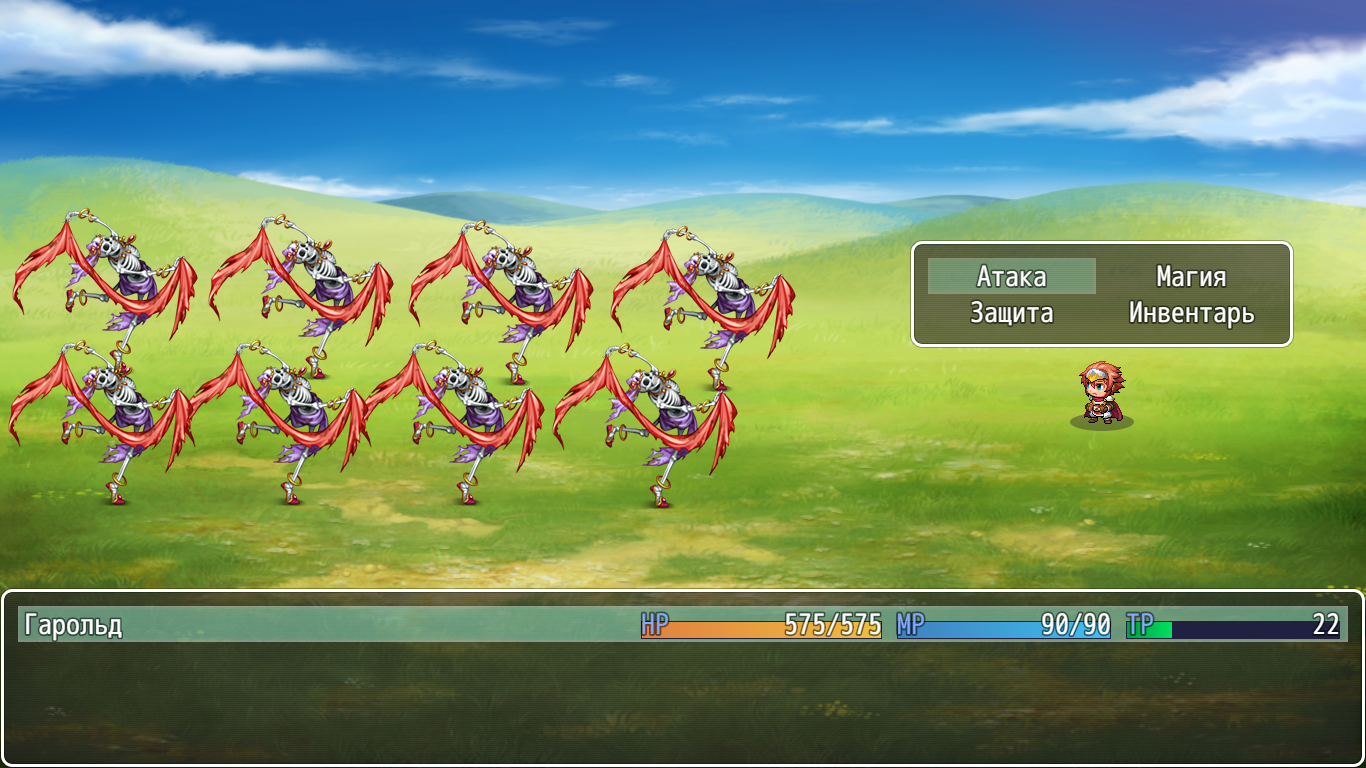 Атака Магия
Защита Инвентарь
Гарольд HP 575/575 MP 90/90 TP 22